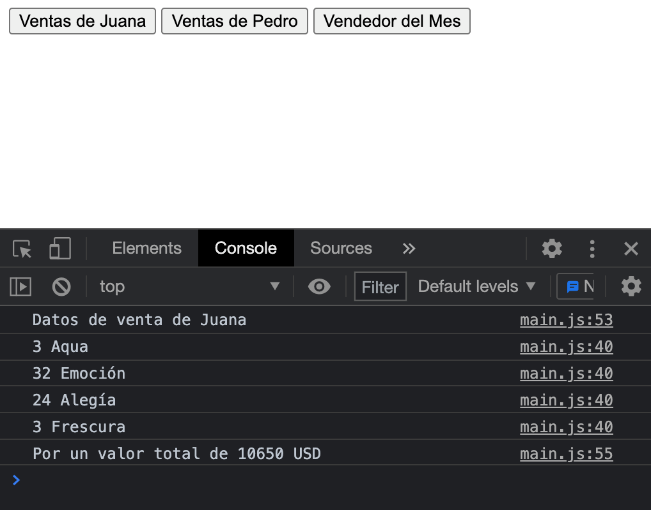 Ventas de Juana Ventas de Pedro Vendedor del Mes
Elements Console Sources
top Filter Default levels N
Datos de venta de Juana main.js:53
3 Aqua main.js:40
32 Emoción main.js:40
24 Alegía main.js:40
3 Frescura main.js:40
Por un valor total de 10650 USD main.js:55